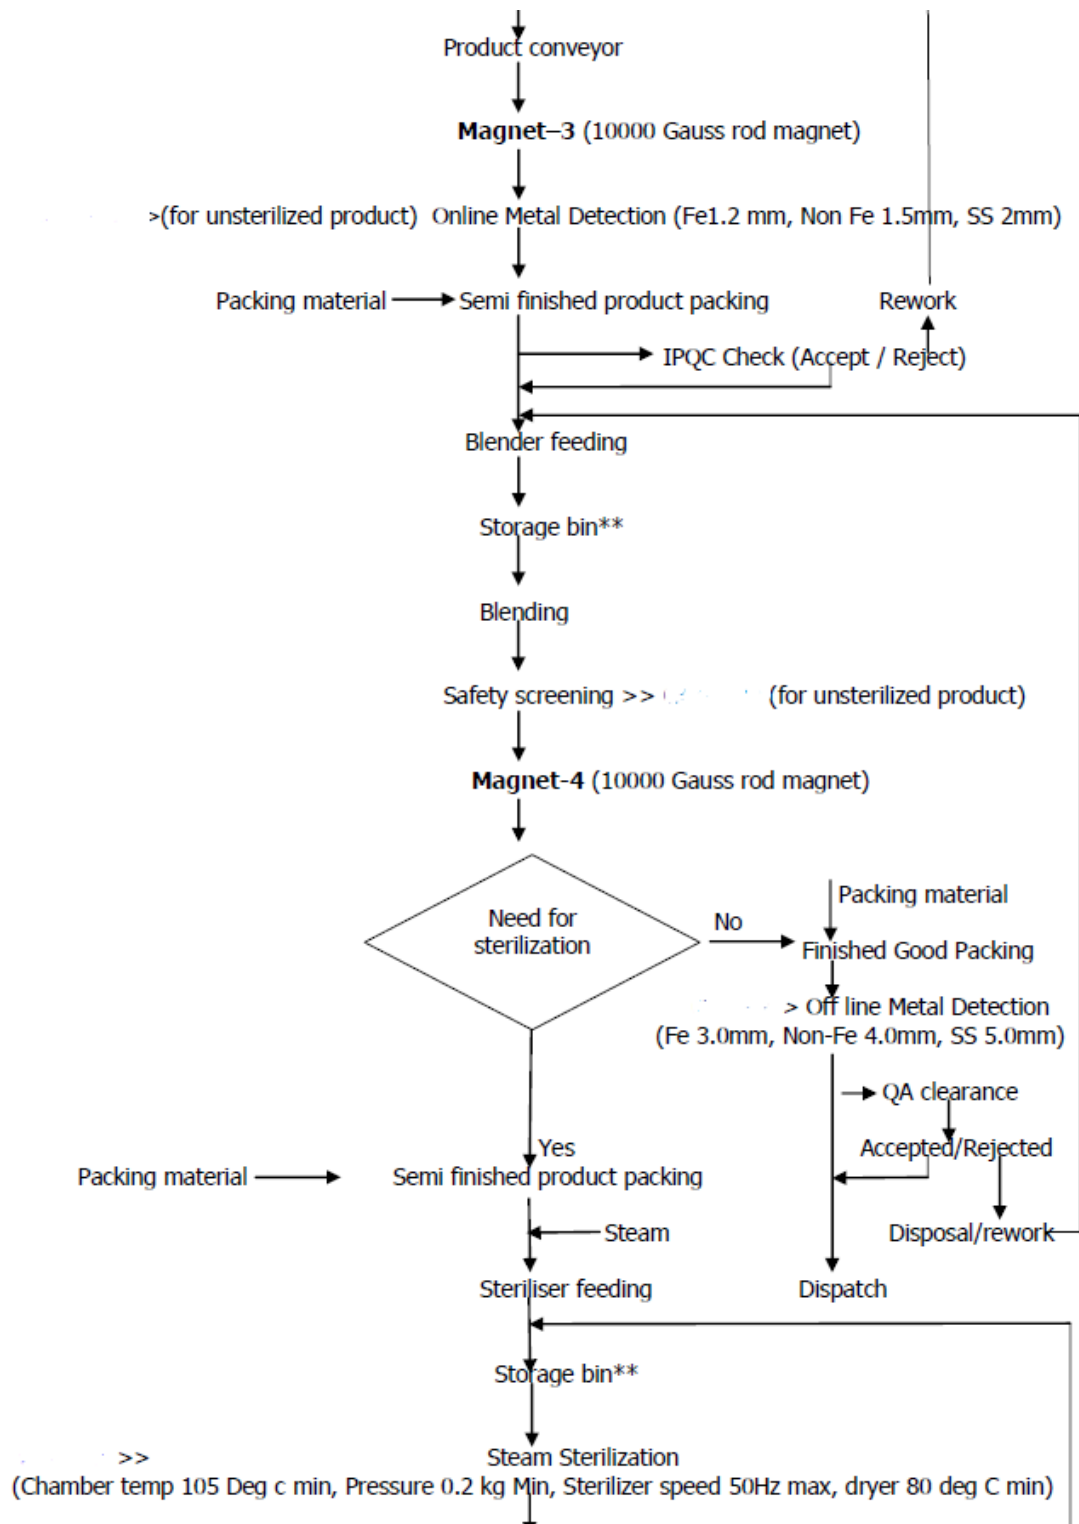 Product conveyor
Magnet–3 (10000 Gauss rod magnet)
>(for unsterilized product) Online Metal Detection (Fe1.2 mm, Non Fe 1.5mm, SS 2mm)
Packing material Semi finished product packing Rework
IPQC Check (Accept / Reject)
Blender feeding
Storage bin**
Blending
Safety screening >> (for unsterilized product)
Magnet-4 (10000 Gauss rod magnet)
Packing material
Need for
sterilization
No
Finished Good Packing
> Off line Metal Detection
(Fe 3.0mm, Non-Fe 4.0mm, SS 5.0mm)
QA clearance
Accepted/Rejected
Yes
Packing material Semi finished product packing
Steam
Disposal/rework
Steriliser feeding
Dispatch
Storage bin**
>> Steam Sterilization
(Chamber temp 105 Deg c min, Pressure 0.2 kg Min, Sterilizer speed 50Hz max, dryer 80 deg C min)